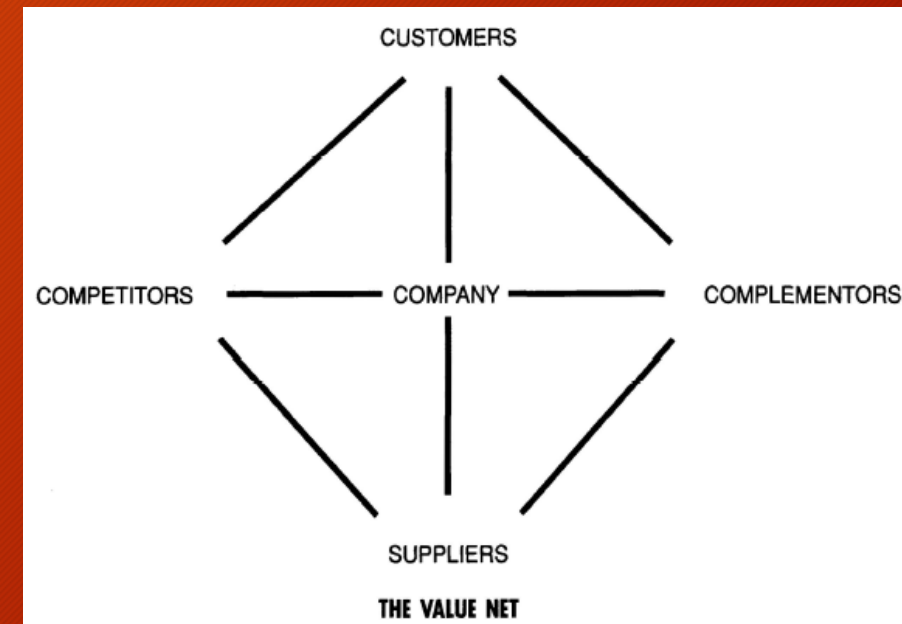 CUSTOMERS
COMPETITORS COMPANY COMPLEMENTORS
SUPPLIERS
THE VALUE NET